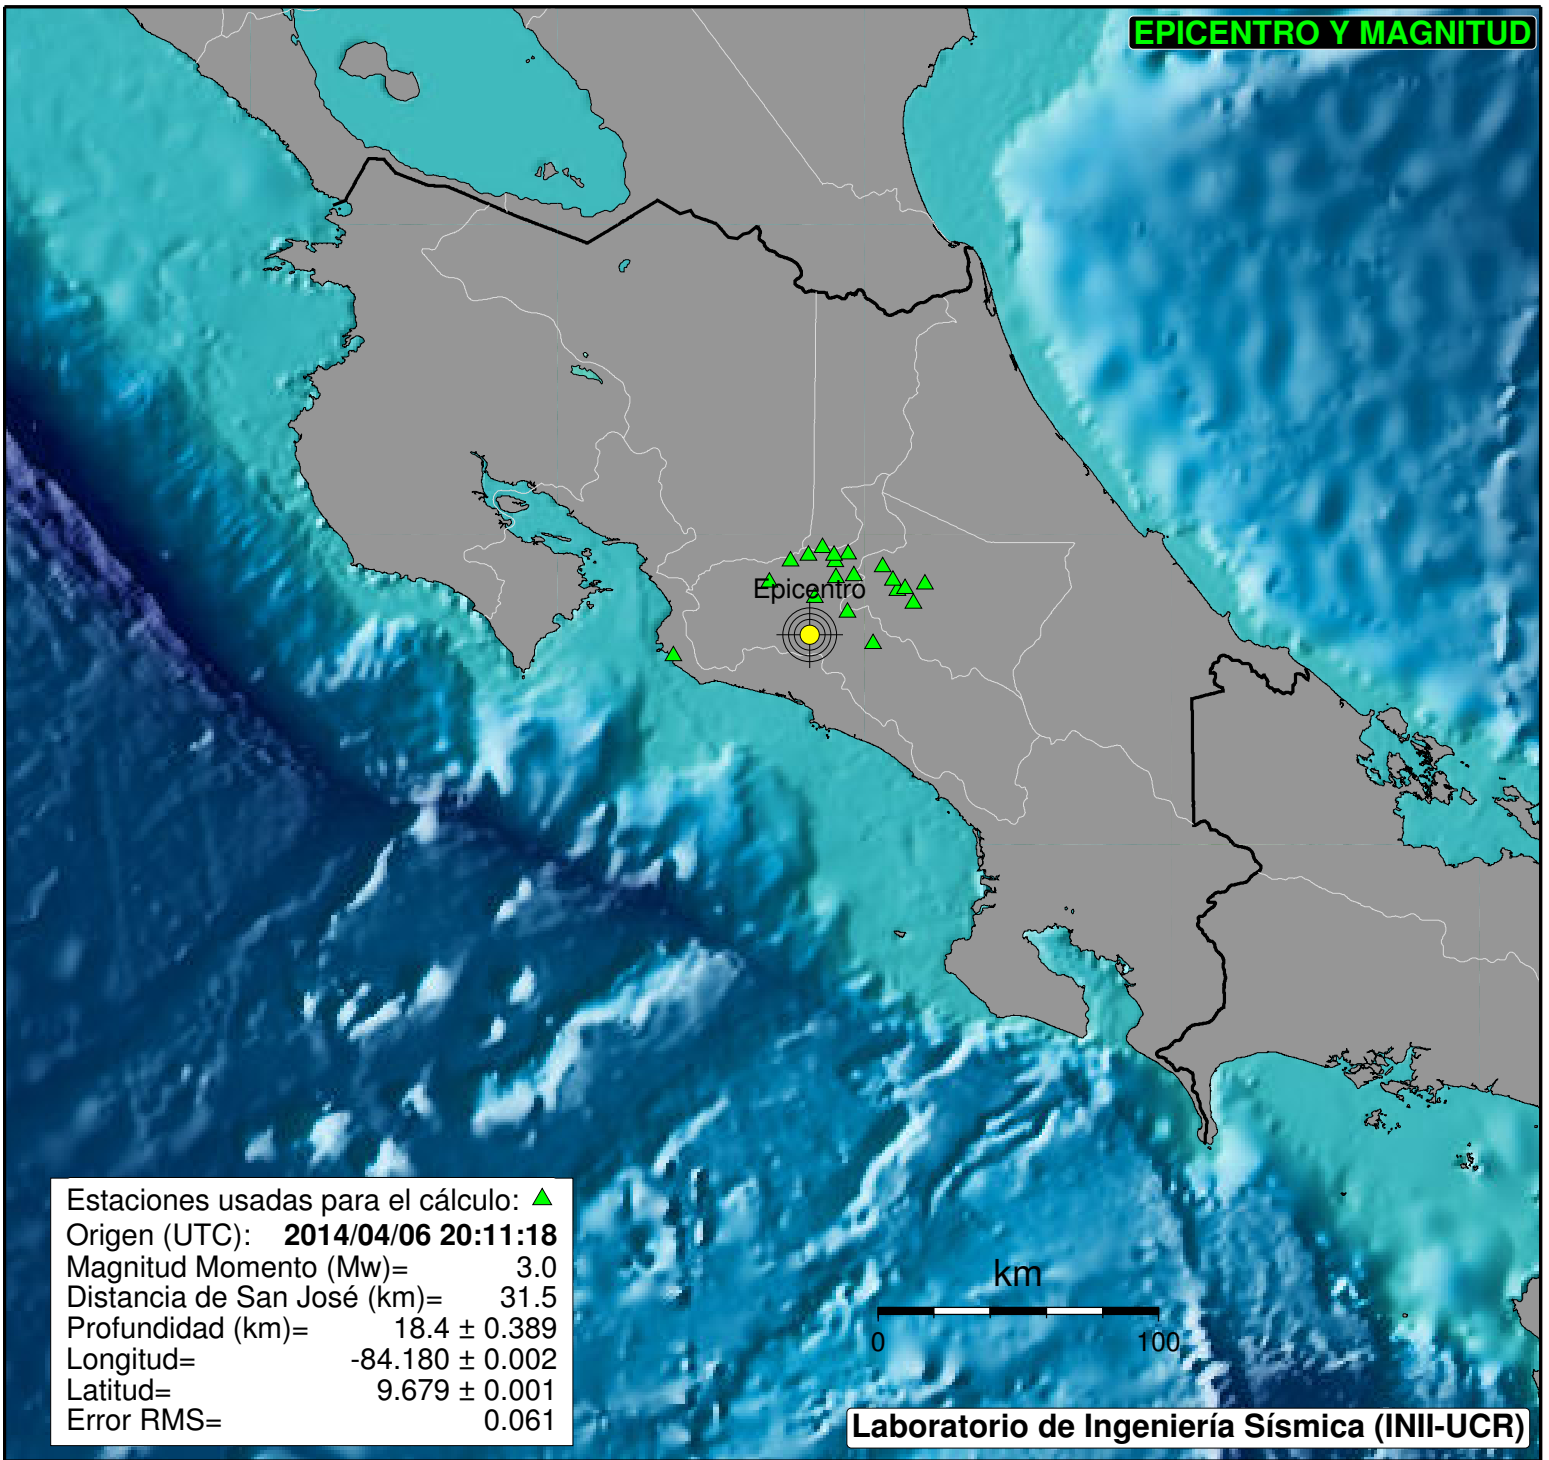 EPICENTRO Y MAGNITUD
Epicentro
Estaciones usadas para el cálculo:
Origen (UTC): 2014/04/06 20:11:18
Magnitud Momento (Mw)= 3.0
Distancia de San José (km)= 31.5
Profundidad (km)= 18.4 ± 0.389
Longitud= -84.180 ± 0.002
Latitud= 9.679 ± 0.001
Error RMS= 0.061
km
0 100
Laboratorio de Ingeniería Sísmica (INII-UCR)